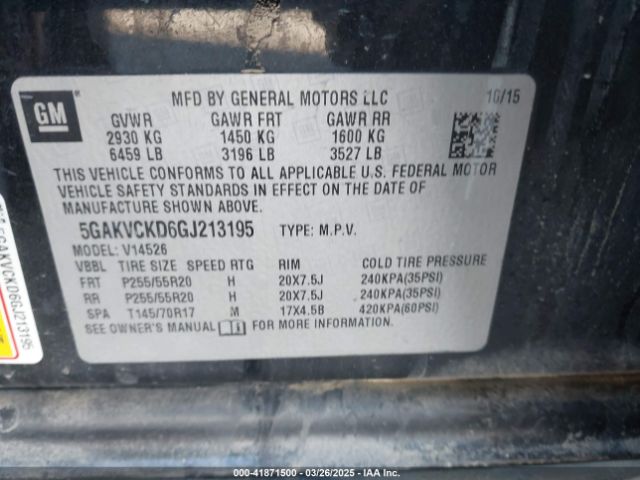 GM
MFD BY GENERAL MOTORS LLC 10/15
GVWR GAWR FRT GAWR RR
2930 KG 1450 KG 1600 KG
6459 LB 3196 LB 3527 LB
THIS VEHICLE CONFORMS TO ALL APPLICABLE U.S. FEDERAL MOTOR
VEHICLE SAFETY STANDARDS IN EFFECT ON THE DATE OF
MANUFACTURE SHOWN ABOVE.
5GAKVCKD6GJ213195 TYPE: M.P.V.
MODEL: V14526
VBBL TIRE SIZE SPEED RTG RIM COLD TIRE PRESSURE
FRT P255/55R20 H 20X7.5J 240KPA(35PSI)
RR P255/55R20 H 20X7.5J 240KPA(35PSI)
SPA T145/70R17 M 17X4.5B 420KPA(60PSI)
SEE OWNER'S MANUAL FOR MORE INFORMATION
5GAKVCKD6GJ213195
000-41871500 - 03/26/2025 - IAA Inc.